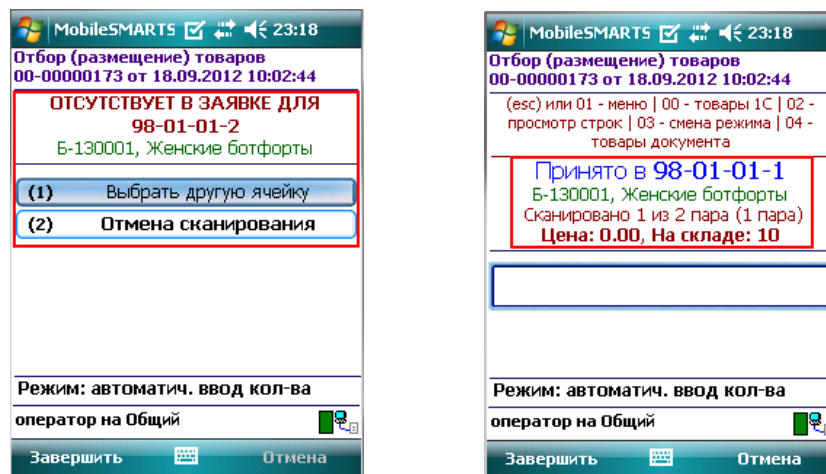 MobileSMARTS 23:18
Отбор (размещение) товаров
00-00000173 от 18.09.2012 10:02:44
ОТСУТСТВУЕТ В ЗАЯВКЕ ДЛЯ
98-01-01-2
Б-130001, Женские ботфорты
(1) Выбрать другую ячейку
(2) Отмена сканирования
Режим: автоматич. ввод кол-ва
оператор на Общий
Завершить Отмена
MobileSMARTS 23:18
Отбор (размещение) товаров
00-00000173 от 18.09.2012 10:02:44
(esc) или 01 - меню | 00 - товары 1С | 02 -
просмотр строк | 03 - смена режима | 04 -
товары документа
Принято в 98-01-01-1
Б-130001, Женские ботфорты
Сканировано 1 из 2 пара (1 пара)
Цена: 0.00, На складе: 10
Режим: автоматич. ввод кол-ва
оператор на Общий
Завершить Отмена